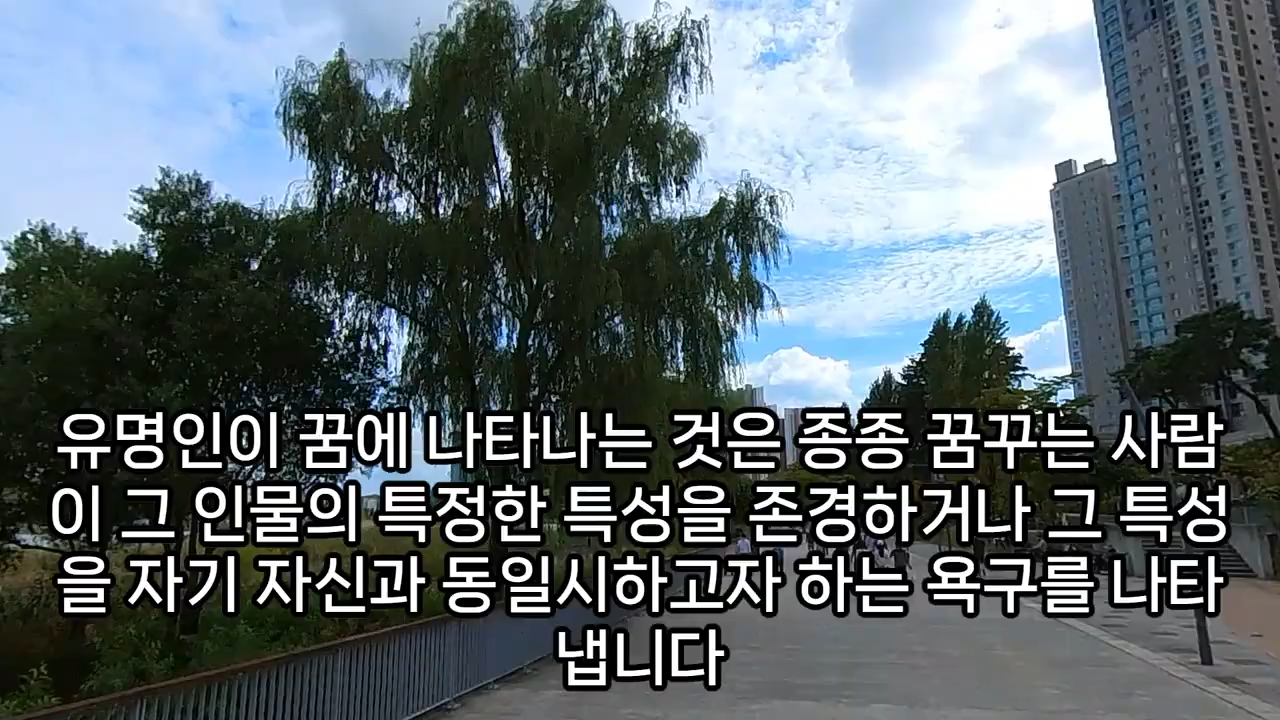 유명인이 꿈에 나타나는 것은 종종 꿈꾸는 사람
이 그 인물의 특정한 특성을 존경하거나 그 특성
을 자기 자신과 동일시하고자 하는 욕구를 나타
냅니다